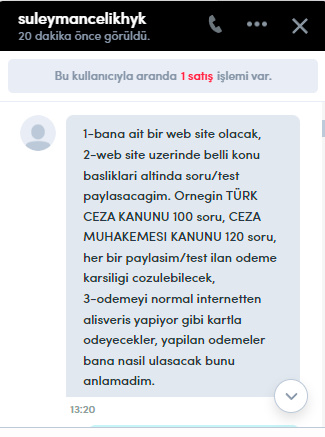 suleymancelikhyk
20 dakika önce görüldü.
Bu kullanıcıyla aranda 1 satış işlemi var.
1-bana ait bir web site olacak,
2-web site uzerinde belli konu
basliklari altinda soru/test
paylasacagim. Ornegin TÜRK
CEZA KANUNU 100 soru, CEZA
MUHAKEMESI KANUNU 120 soru,
her bir paylasim/test ilan odeme
karsiligi cozulebilecek,
3-odemeyi normal internetten
alisveris yapiyor gibi kartla
odeyecekler, yapilan odemeler
bana nasil ulasacak bunu
anlamadim.
13:20